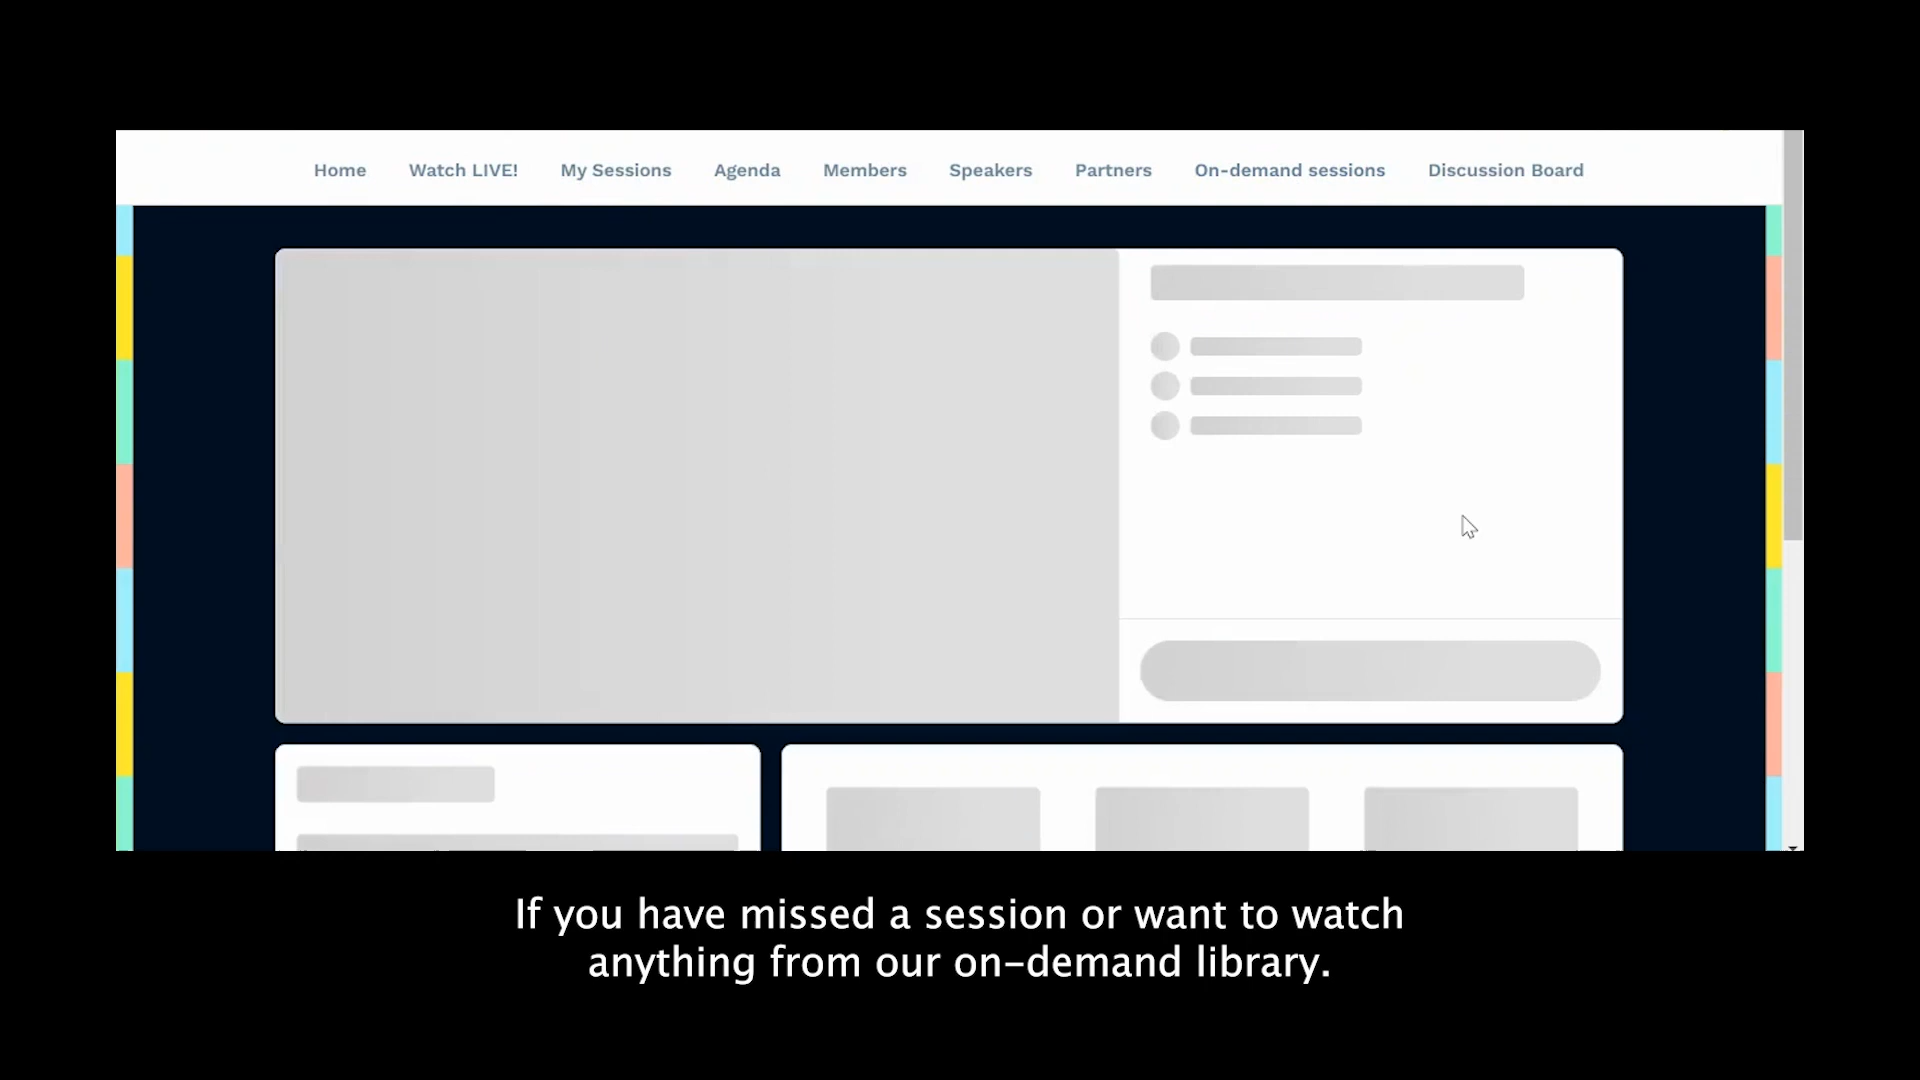 Home Watch LIVE! My Sessions Agenda Members Speakers Partners On-demand sessions Discussion Board
If you have missed a session or want to watch
anything from our on-demand library.